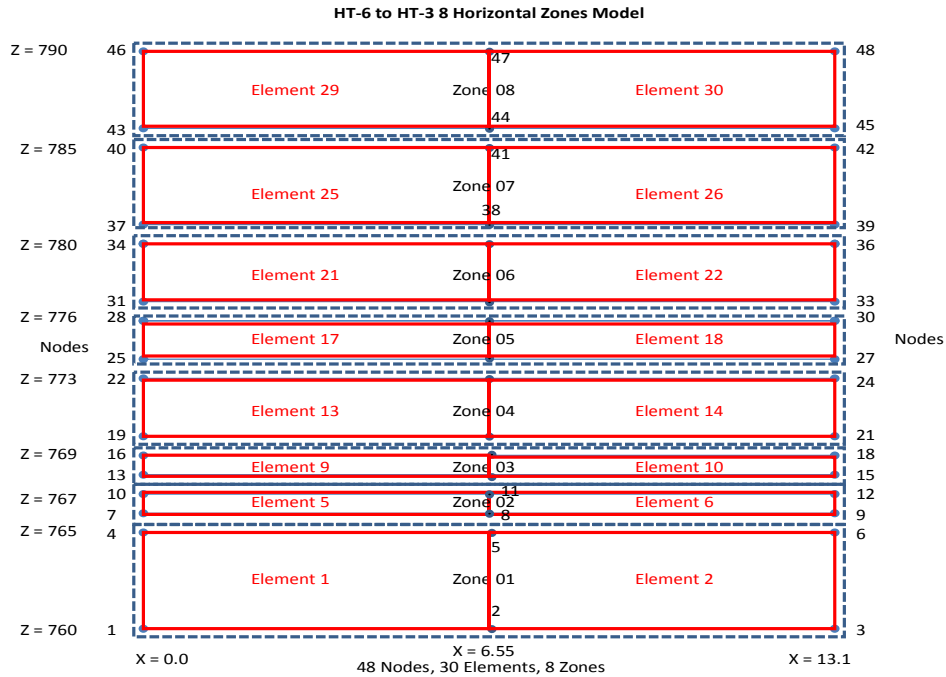 HT-6 to HT-3 8 Horizontal Zones Model
Z = 790 46 47 48
Element 29 Zone 08 Element 30
43 44 45
Z = 785 40 41 42
Element 25 Zone 07 Element 26
37 38 39
Z = 780 34 36
Element 21 Zone 06 Element 22
31 33
Z = 776 28 30
Nodes Element 17 Zone 05 Element 18 Nodes
25 27
Z = 773 22 24
Element 13 Zone 04 Element 14
19 21
Z = 769 16 18
Element 9 Zone 03 Element 10
13 15
Z = 767 10 11 12
Element 5 Zone 02 Element 6
7 8 9
Z = 765 4 5 6
Element 1 Zone 01 Element 2
Z = 760 1 2 3
X = 0.0 X = 6.55 X = 13.1
48 Nodes, 30 Elements, 8 Zones